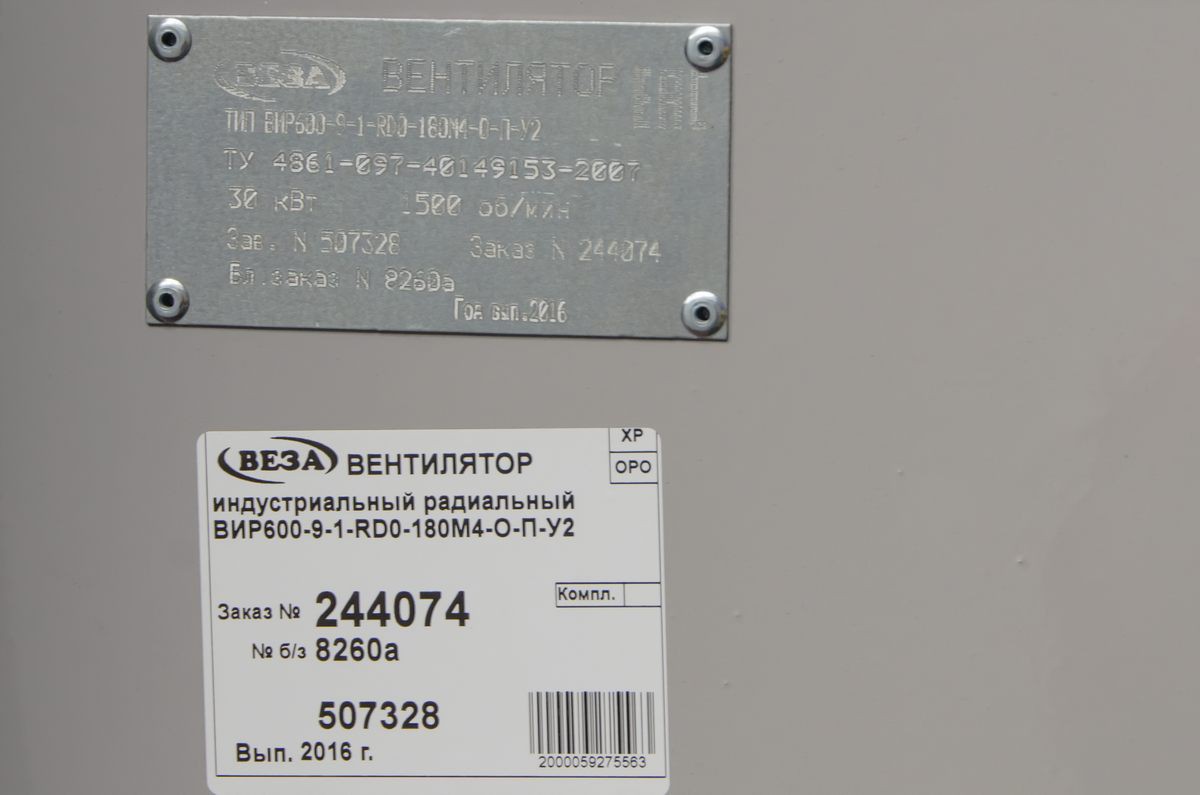 ВЕЗА ВЕНТИЛЯТОР ЕАС
ТИП ВИР600-9-1-RD0-180М4-О-П-У2
ТУ 4861-097-40149153-2007
30 кВт 1500 об/мин
Зав. N 507328 Заказ N 244074
Бл.заказ N 8260а
Год вып.2016
ХР
ВЕЗА ВЕНТИЛЯТОР
ОРО
индустриальный радиальный
ВИР600-9-1-RD0-180М4-О-П-У2
Компл.
Заказ № 244074
№ б/з 8260а
507328
Вып. 2016 г.
2000059275563